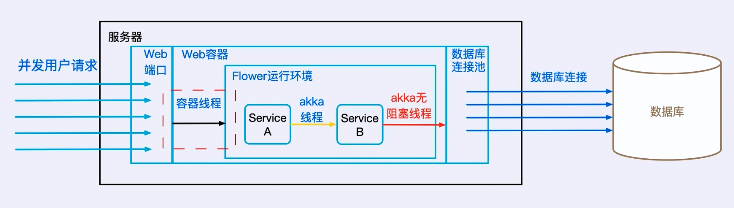 服务器
并发用户请求
Web
端口
Web容器
数据库
连接池
Flower运行环境
容器线程
Service
A
akka
线程
Service
B
akka无
阻塞线程
数据库连接
数据库